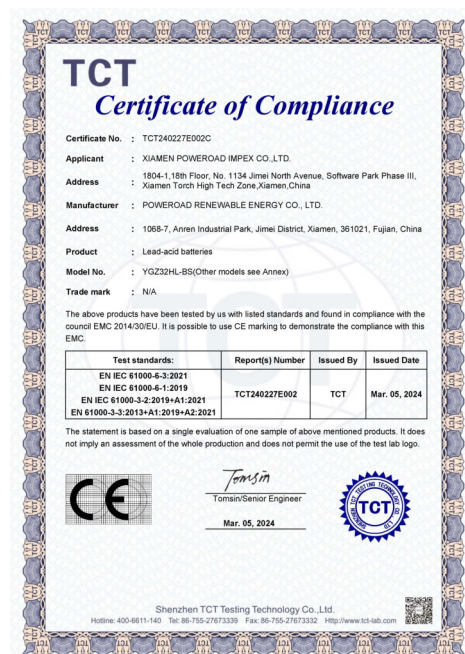 TCT
Certificate of Compliance
Certificate No. : TCT240227E002C
Applicant : XIAMEN POWEROAD IMPEX CO.,LTD.
Address : 1804-1,18th Floor, No. 1134 Jimei North Avenue, Software Park Phase III,
Xiamen Torch High Tech Zone,Xiamen,China
Manufacturer : POWEROAD RENEWABLE ENERGY CO., LTD.
Address : 1068-7, Anren Industrial Park, Jimei District, Xiamen, 361021, Fujian, China
Product : Lead-acid batteries
Model No. : YGZ32HL-BS(Other models see Annex)
Trade mark : N/A
The above products have been tested by us with listed standards and found in compliance with the
council EMC 2014/30/EU. It is possible to use CE marking to demonstrate the compliance with this
EMC.
Test standards: Report(s) Number Issued By Issued Date
EN IEC 61000-6-3:2021
EN IEC 61000-6-1:2019
EN IEC 61000-3-2:2019+A1:2021
EN 61000-3-3:2013+A1:2019+A2:2021
TCT240227E002 TCT Mar. 05, 2024
The statement is based on a single evaluation of one sample of above mentioned products. It does
not imply an assessment of the whole production and does not permit the use of the test lab logo.
CE
Tomsin
Tomsin/Senior Engineer
Mar. 05, 2024
SHENZHEN TCT TESTING TECHNOLOGY CO., LTD
TCT
Shenzhen TCT Testing Technology Co.,Ltd.
Hotline: 400-6611-140 Tel: 86-755-27673339 Fax: 86-755-27673332 Http://www.tct-lab.com